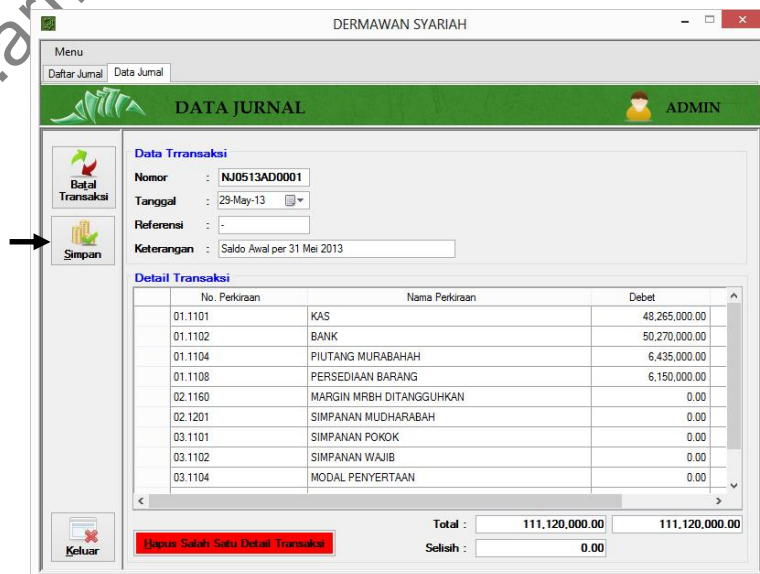 DERMAWAN SYARIAH
Menu
Daftar Jurnal Data Jurnal
DATA JURNAL ADMIN
Data Trransaksi
Batal Transaksi
Nomor : NJ0513AD0001
Tanggal : 29-May-13
Referensi : -
Simpan
Keterangan : Saldo Awal per 31 Mei 2013
Detail Transaksi
No. Perkiraan Nama Perkiraan Debet
01.1101 KAS 48,265,000.00
01.1102 BANK 50,270,000.00
01.1104 PIUTANG MURABAHAH 6,435,000.00
01.1108 PERSEDIAAN BARANG 6,150,000.00
02.1160 MARGIN MRBH DITANGGUHKAN 0.00
02.1201 SIMPANAN MUDHARABAH 0.00
03.1101 SIMPANAN POKOK 0.00
03.1102 SIMPANAN WAJIB 0.00
03.1104 MODAL PENYERTAAN 0.00
Total : 111,120,000.00 111,120,000.00
Hapus Salah Satu Detail Transaksi
Selisih : 0.00
Keluar